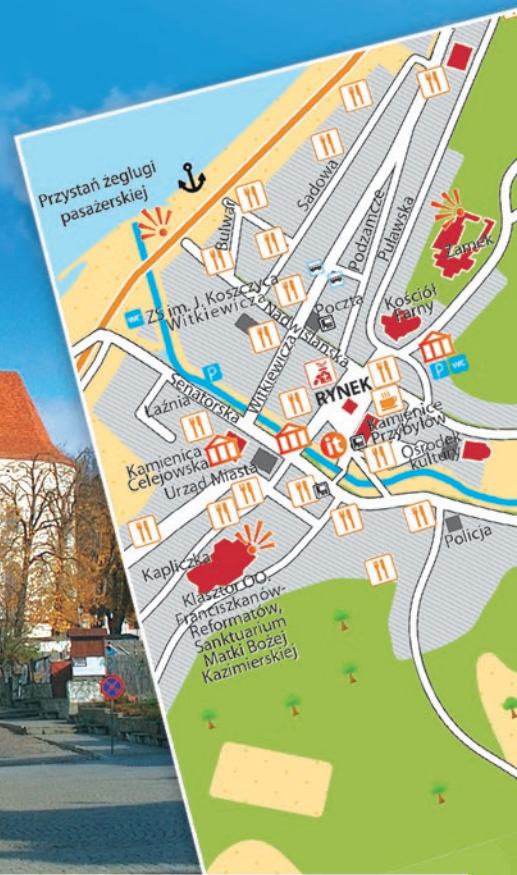 Przystań żeglugi
pasażerskiej
Sadowa
Bulwar
Podzamcze
Puławska
Zamek
ZS im. J. Koszczyca
Witkiewicza
Nadwiślańska
Poczta
Kościół
Farny
Witkiewicza
Senatorska
P
WC
P
WC
RYNEK
Łaźnia
Kamienice
Przybyłów
it
Kamienica
Celejowska
Urząd Miasta
Ośrodek
kultury
Policja
Kapliczka
Klasztor OO.
Franciszkanów-
Reformatów,
Sanktuarium
Matki Bożej
Kazimierskiej